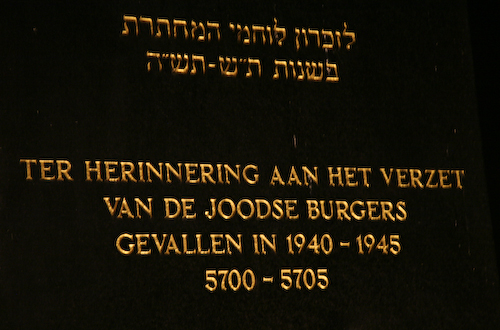 לזכרון לוחמי המחתרת
בשנות ת״ש-תש״ה
TER HERINNERING AAN HET VERZET
VAN DE JOODSE BURGERS
GEVALLEN IN 1940 - 1945
5700 - 5705